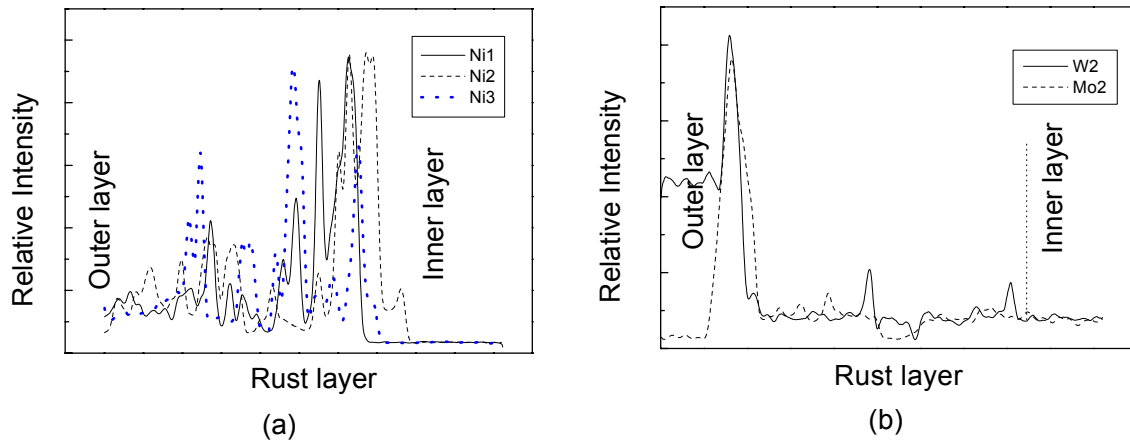 Relative Intensity
Outer layer
Ni1
Ni2
Ni3
Inner layer
Rust layer
(a)
Relative Intensity
Outer layer
W2
Mo2
Inner layer
Rust layer
(b)